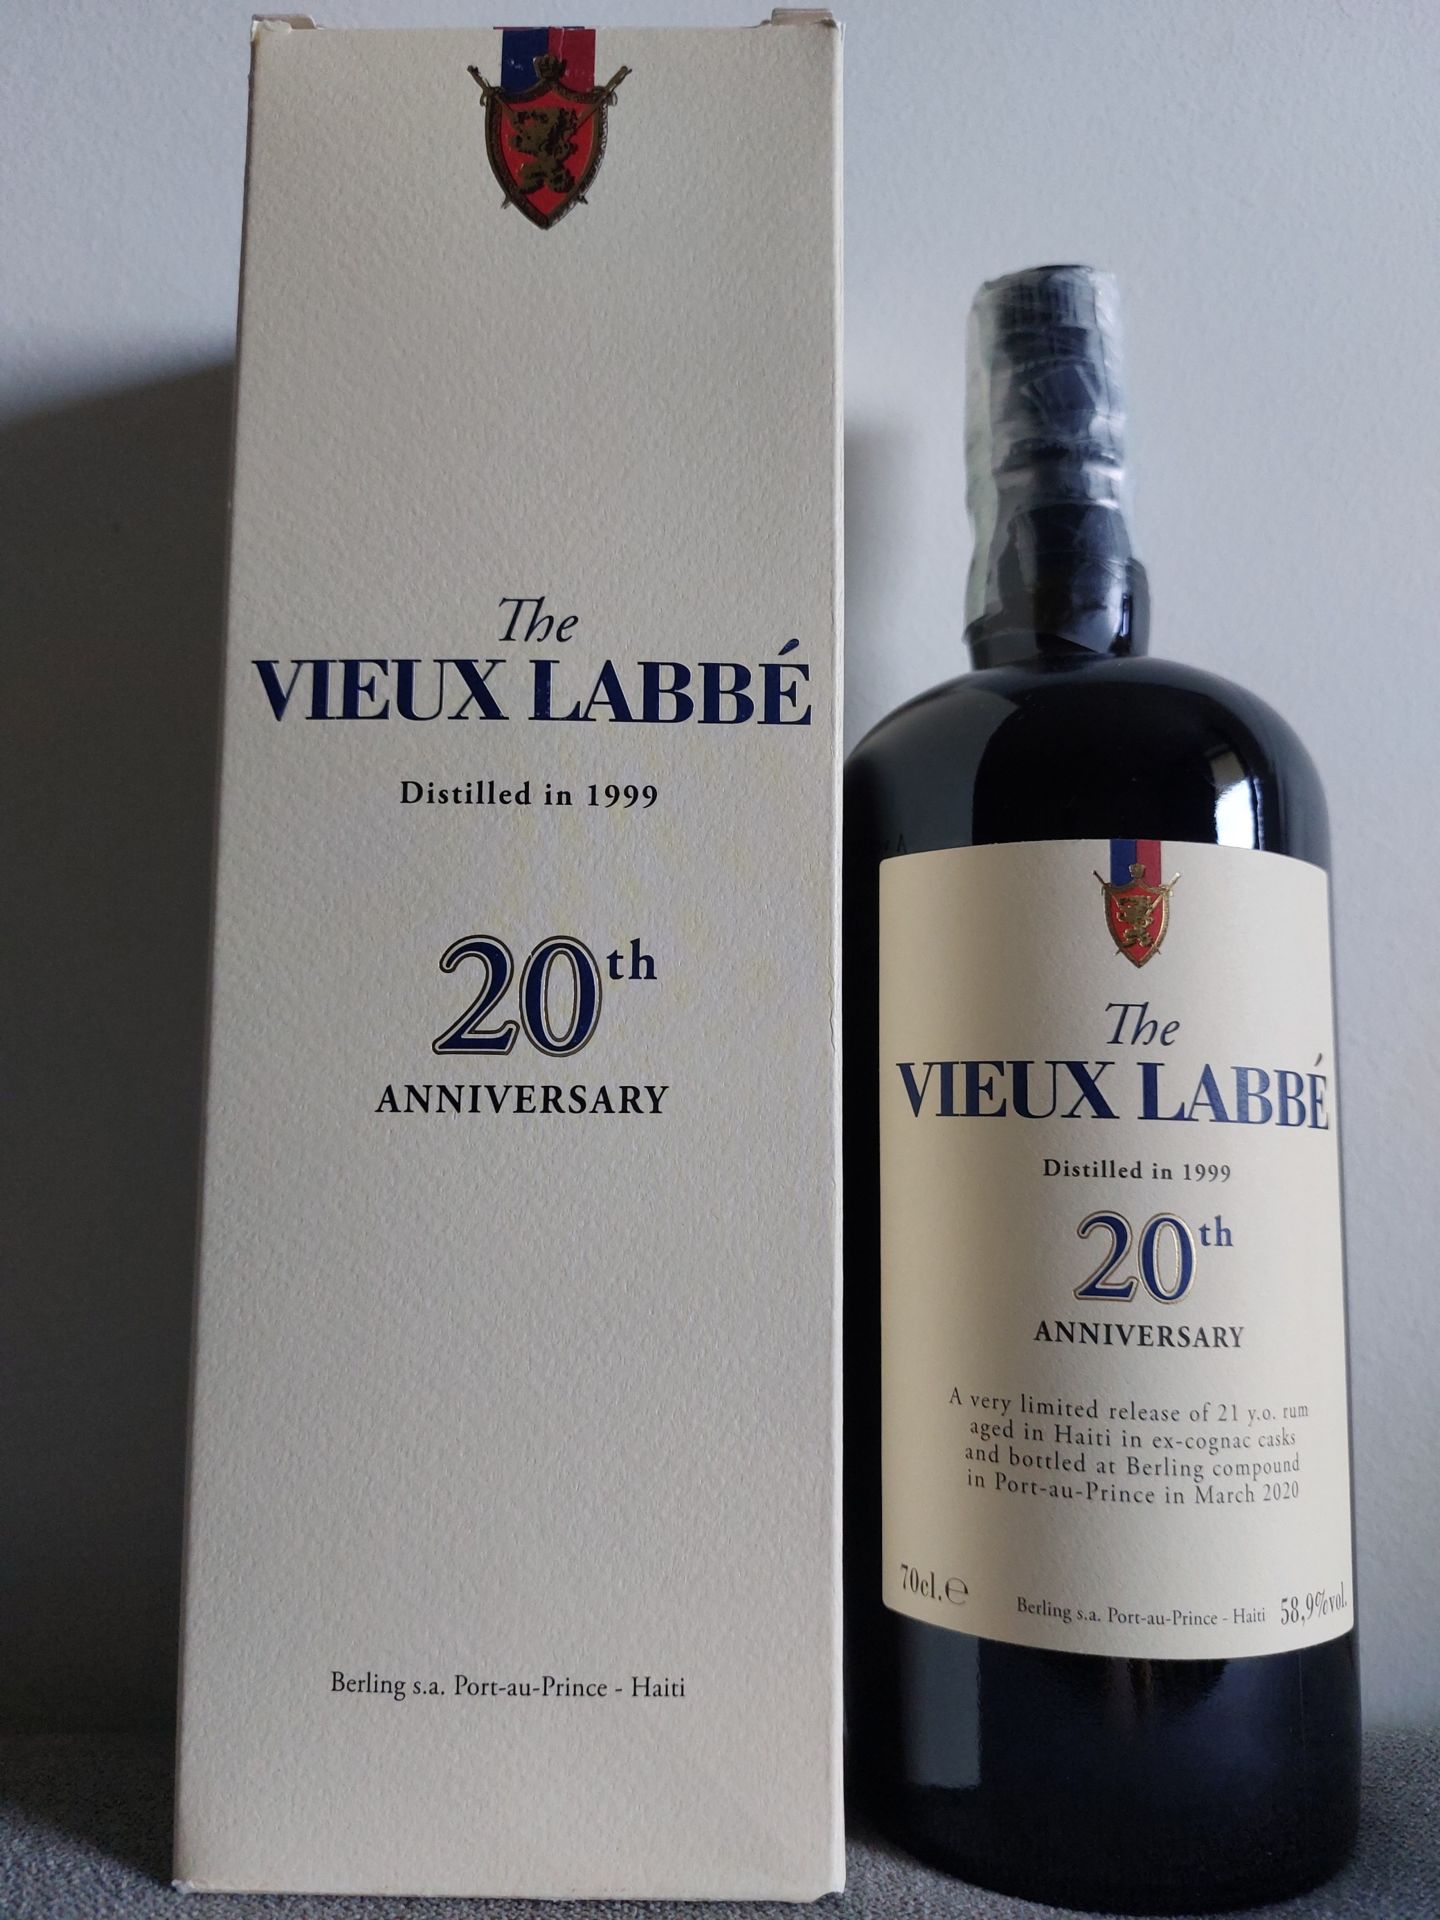 The
VIEUX LABBÉ
Distilled in 1999
20th
ANNIVERSARY
Berling s.a. Port-au-Prince - Haiti
The
VIEUX LABBÉ
Distilled in 1999
20th
ANNIVERSARY
A very limited release of 21 y.o. rum
aged in Haiti in ex-cognac casks
and bottled at Berling compound
in Port-au-Prince in March 2020
70cl.℮ Berling s.a. Port-au-Prince - Haiti 58,9%vol.